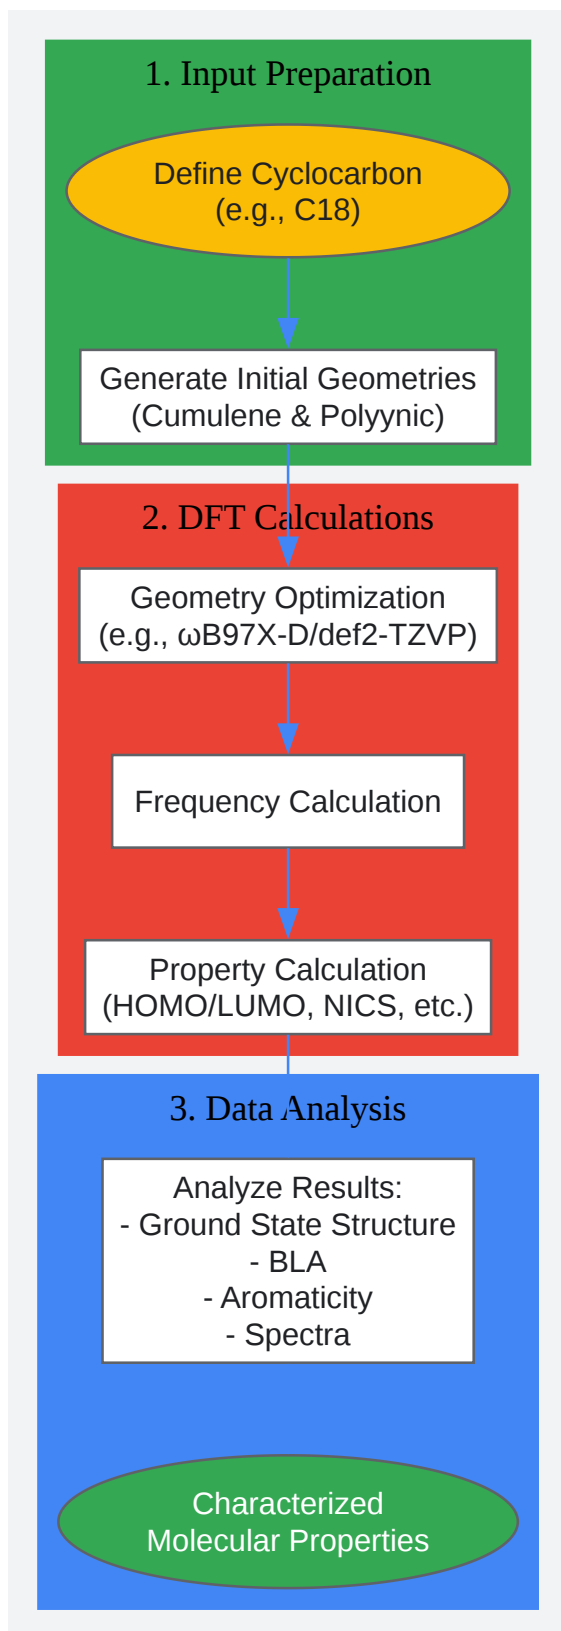 1. Input Preparation
Define Cyclocarbon
(e.g., C18)
Generate Initial Geometries
(Cumulene & Polyynic)
2. DFT Calculations
Geometry Optimization
(e.g., ωB97X-D/def2-TZVP)
Frequency Calculation
Property Calculation
(HOMO/LUMO, NICS, etc.)
3. Data Analysis
Analyze Results:
- Ground State Structure
- BLA
- Aromaticity
- Spectra
Characterized
Molecular Properties